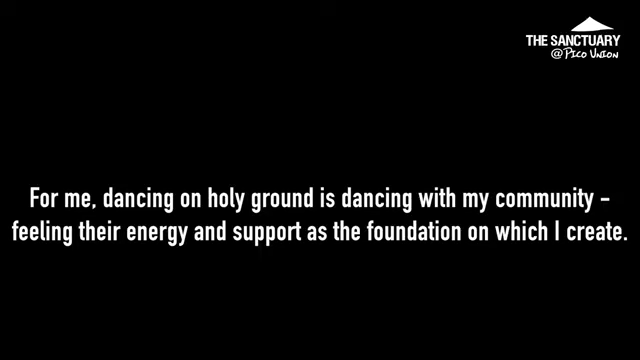 THE SANCTUARY
@PICO UNION
For me, dancing on holy ground is dancing with my community -
feeling their energy and support as the foundation on which I create.